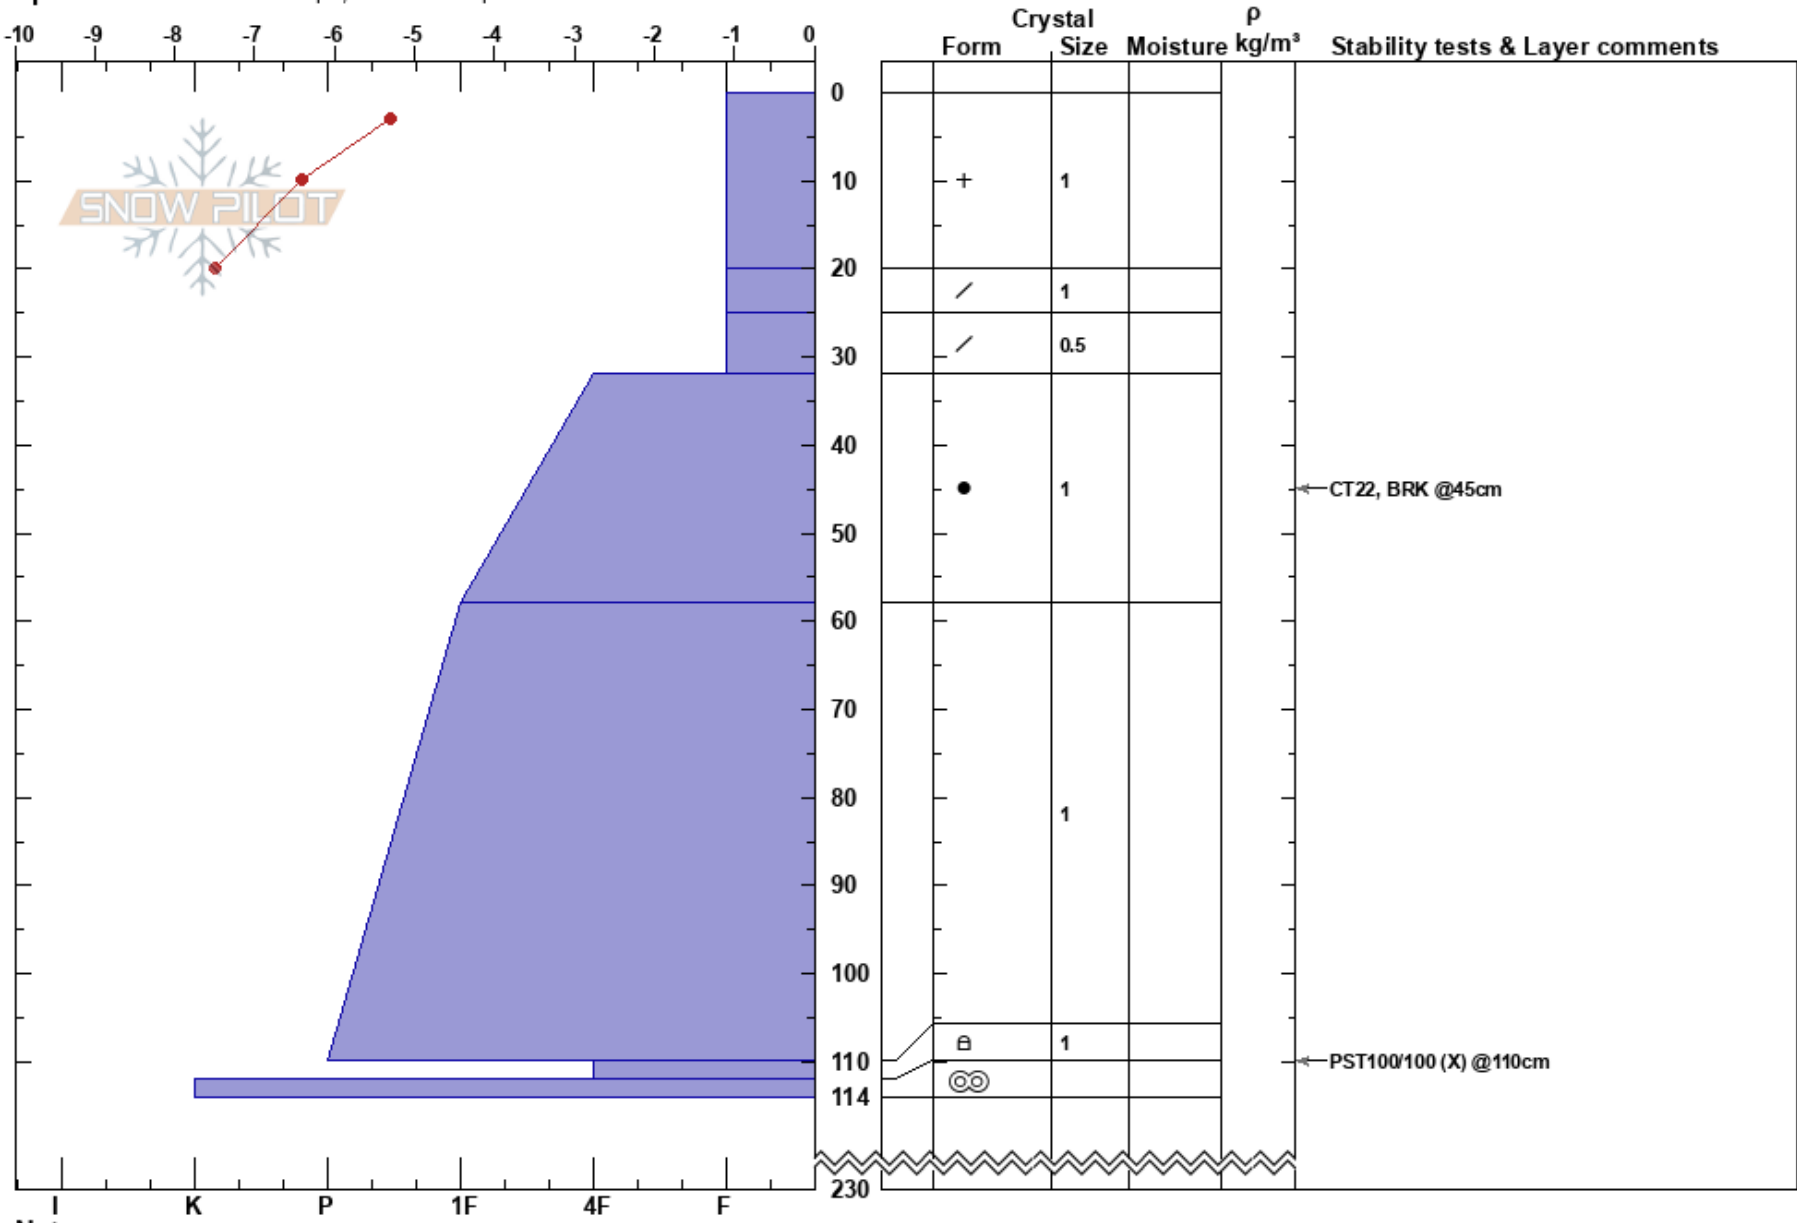 Crystal ρ
-10 -9 -8 -7 -6 -5 -4 -3 -2 -1 0 Form Size Moisture kg/m³ Stability tests & Layer comments
0
SNOW PILOT
10 + 1
20
/ 1
30 / 0.5
40
● 1 CT22, BRK @45cm
50
60
70
80
1
90
100
1
110 PST100/100 (X) @110cm
114
230
I K P 1F 4F F